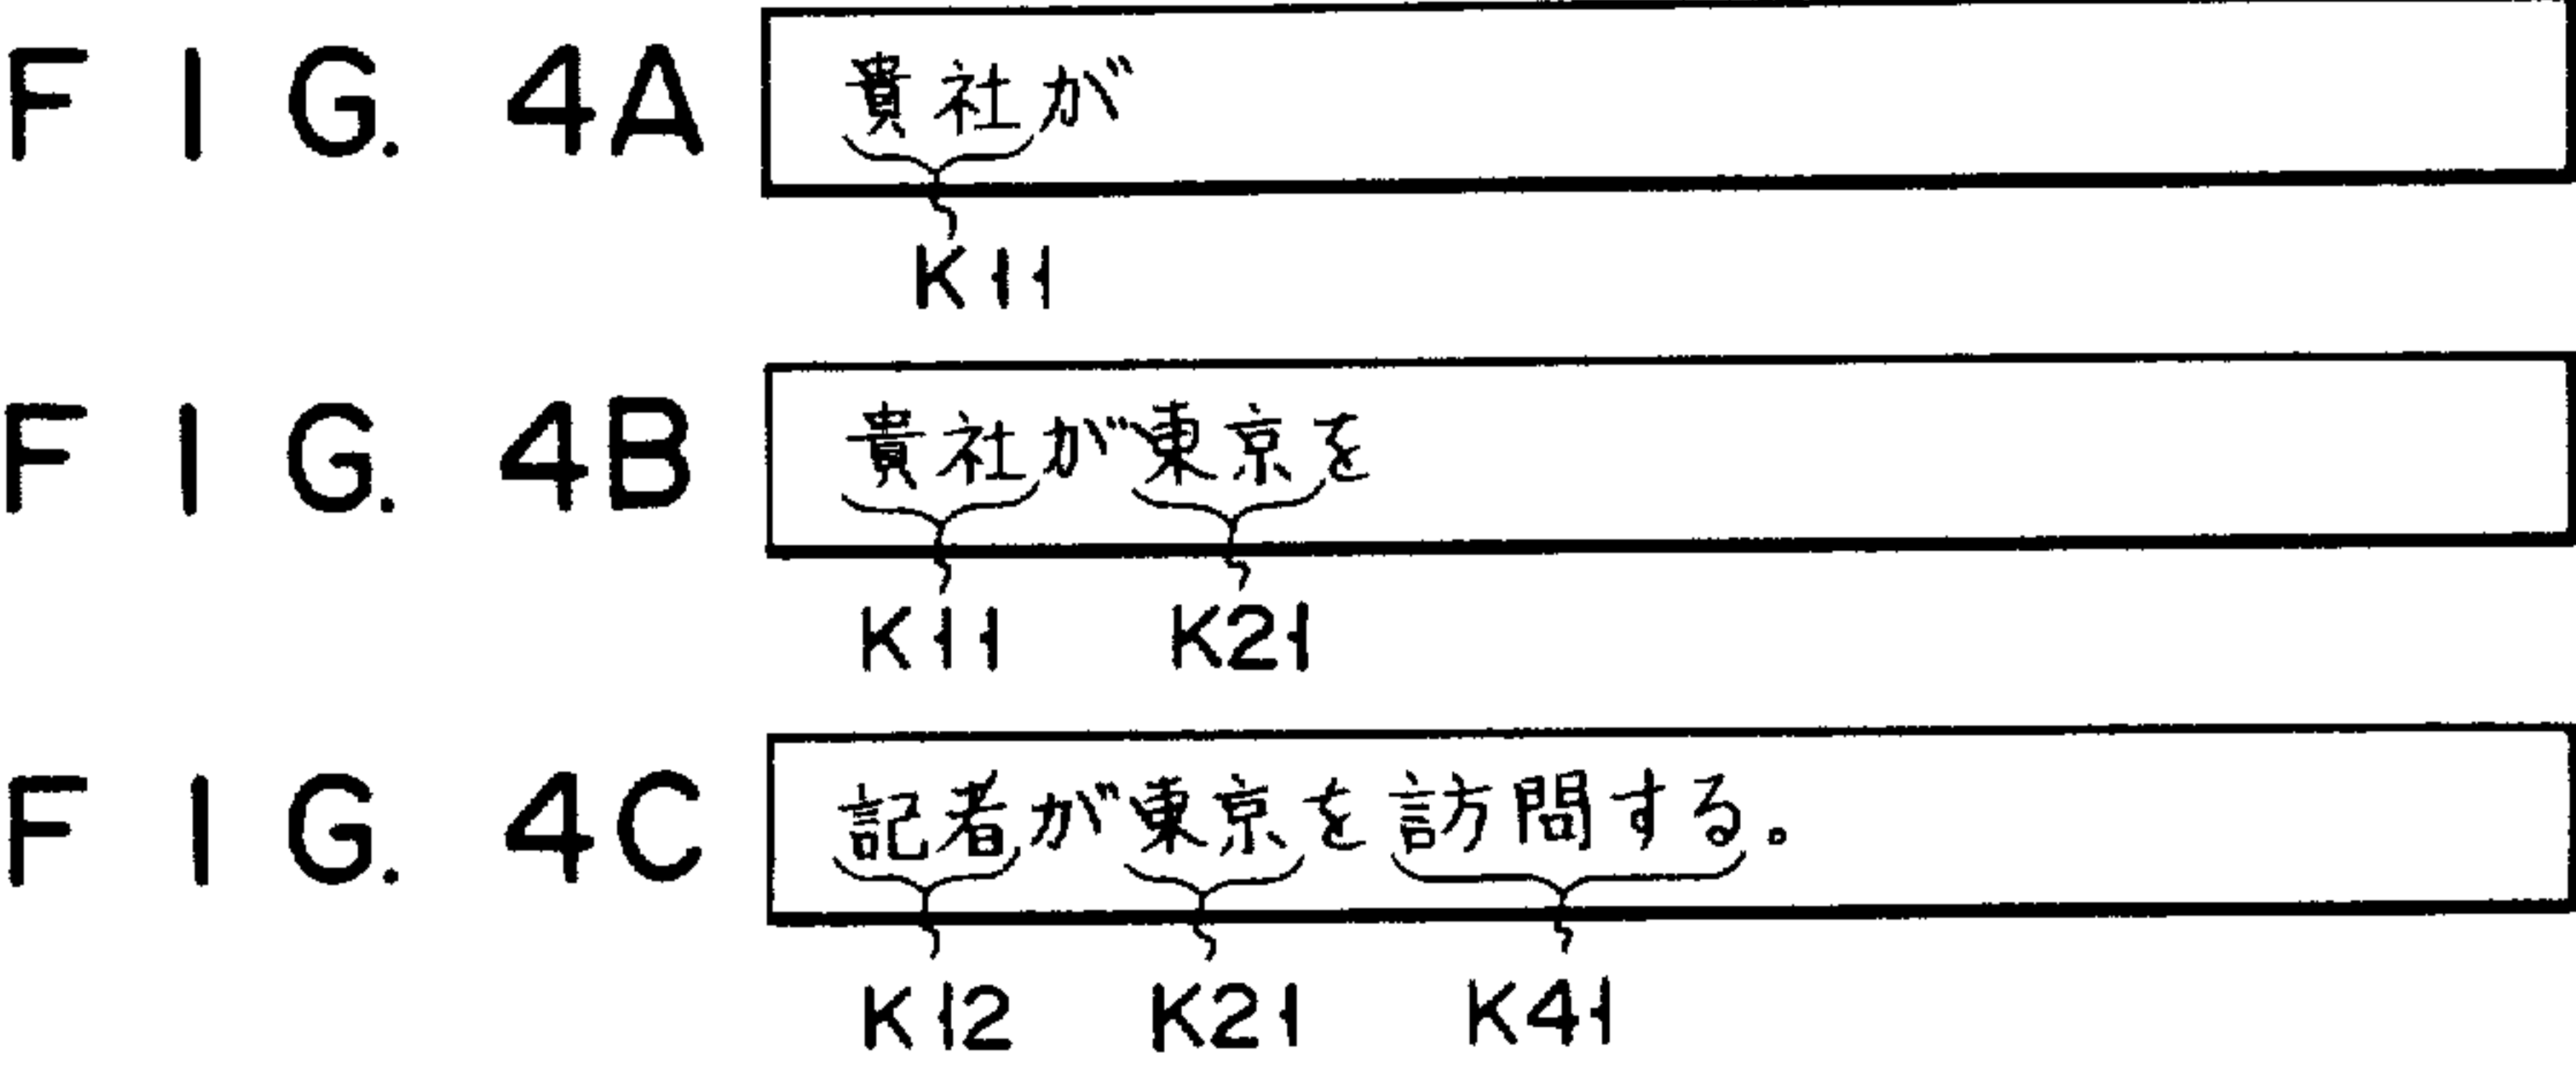 FIG. 4A 貴社が
K11
FIG. 4B 貴社が東京を
K11 K21
FIG. 4C 記者が東京を訪問する。
K12 K21 K41